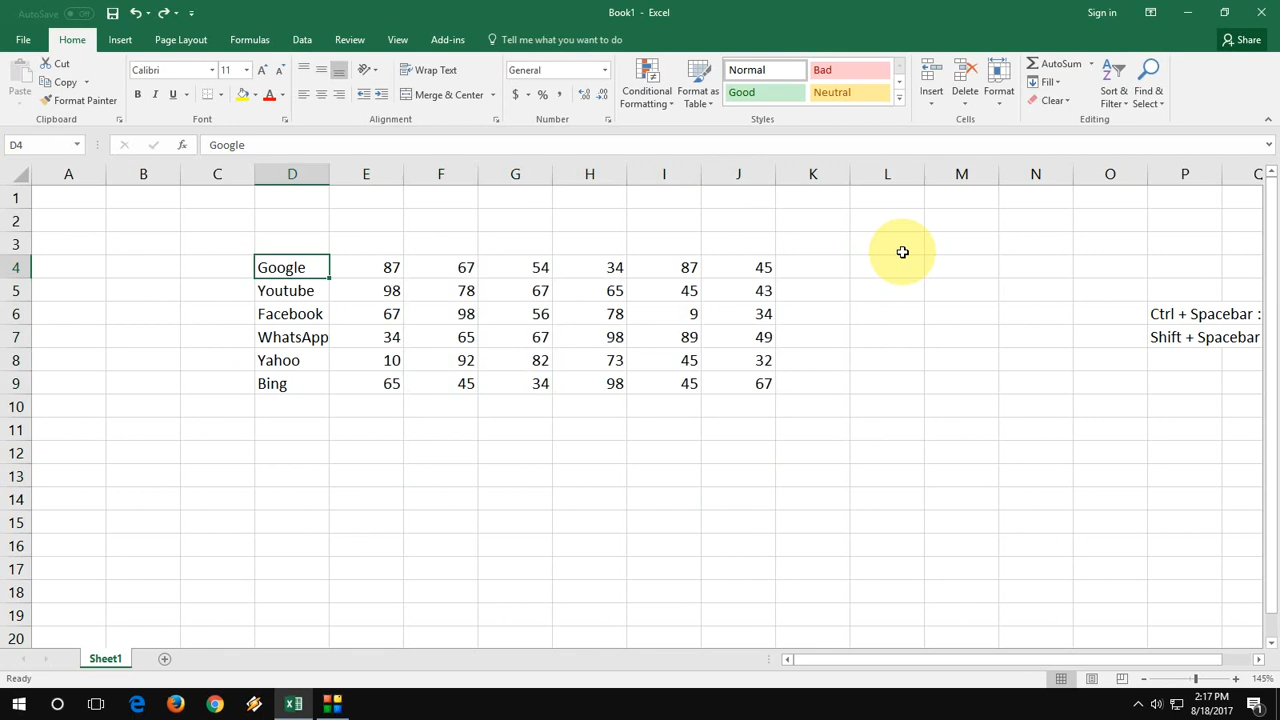 AutoSave Off Book1 - Excel Sign in
File Home Insert Page Layout Formulas Data Review View Add-ins Tell me what you want to do Share
Paste Cut Copy Format Painter Clipboard
Calibri 11 B I U A Font
Wrap Text Merge & Center Alignment
General $ % , Number
Conditional Formatting Format as Table Normal Bad Good Neutral Styles
Insert Delete Format Cells
AutoSum Fill Clear Sort & Filter Find & Select Editing
D4 fx Google
A B C D E F G H I J K L M N O P
1
2
3
4 Google 87 67 54 34 87 45
5 Youtube 98 78 67 65 45 43
6 Facebook 67 98 56 78 9 34 Ctrl + Spacebar :
7 WhatsApp 34 65 67 98 89 49 Shift + Spacebar
8 Yahoo 10 92 82 73 45 32
9 Bing 65 45 34 98 45 67
10
11
12
13
14
15
16
17
18
19
20
Sheet1
Ready 145%
2:17 PM
8/18/2017